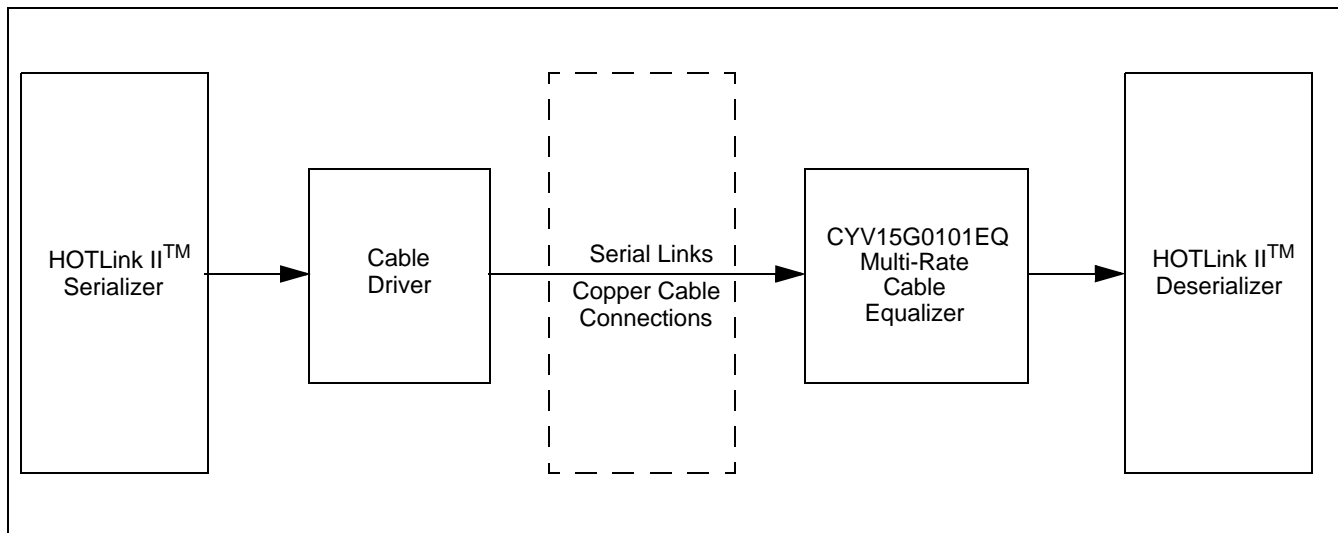 HOTLink II™
Serializer
Cable
Driver
Serial Links
Copper Cable
Connections
CYV15G0101EQ
Multi-Rate
Cable
Equalizer
HOTLink II™
Deserializer